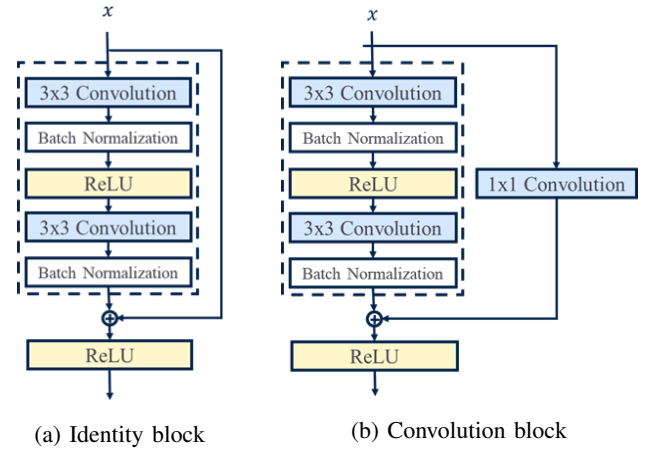 x
3x3 Convolution
Batch Normalization
ReLU
3x3 Convolution
Batch Normalization
ReLU
(a) Identity block
x
3x3 Convolution
Batch Normalization
ReLU
3x3 Convolution
Batch Normalization
1x1 Convolution
ReLU
(b) Convolution block